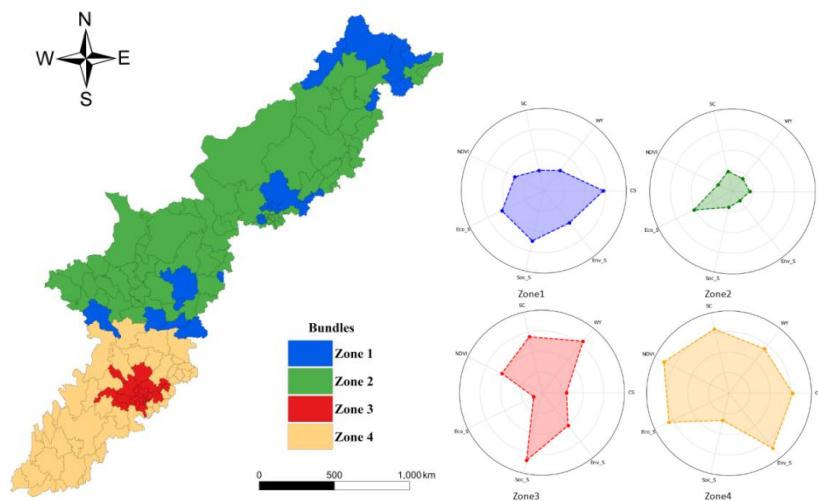 N
W E
S
Bundles
Zone 1
Zone 2
Zone 3
Zone 4
0 500 1,000 km
SC
WY
NDVI
CS
Eco_S
Soc_S
Env_S
Zone1
SC
WY
NDVI
CS
Eco_S
Soc_S
Env_S
Zone2
SC
WY
NDVI
CS
Eco_S
Soc_S
Env_S
Zone3
SC
WY
NDVI
C
Eco_S
Soc_S
Env_S
Zone4